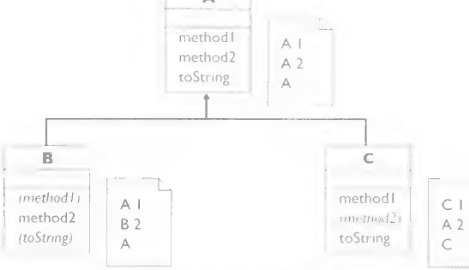 A
method1
method2
toString
A 1
A 2
A
B
(method1)
method2
(toString)
A 1
B 2
A
C
method1
(method2)
toString
C 1
A 2
C